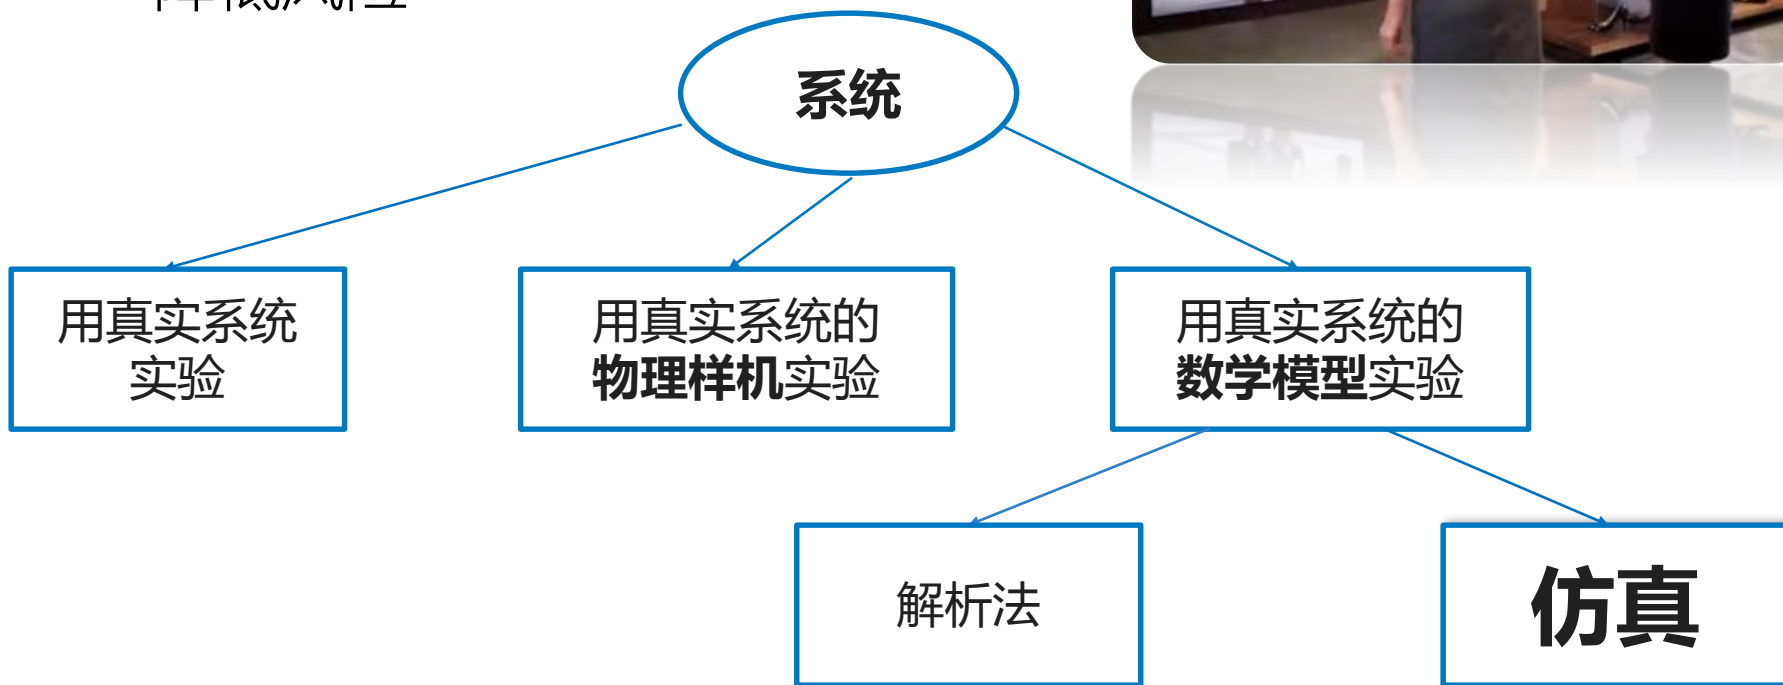 系统
用真实系统
实验
用真实系统的
物理样机实验
用真实系统的
数学模型实验
解析法
仿真